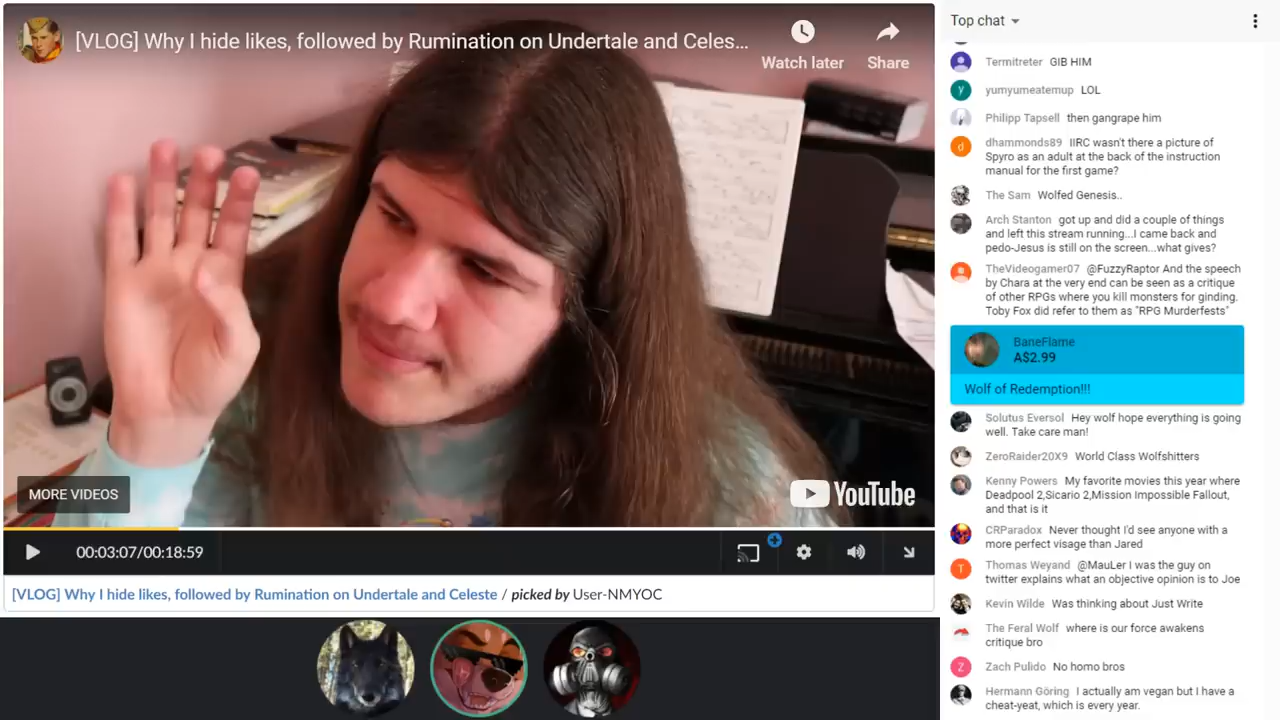 [VLOG] Why I hide likes, followed by Rumination on Undertale and Celes...
Watch later
Share
MORE VIDEOS
YouTube
00:03:07/00:18:59
[VLOG] Why I hide likes, followed by Rumination on Undertale and Celeste / picked by User-NMYOC
Top chat
Termitreter GIB HIM
y
yumyumeatemup LOL
Philipp Tapsell then gangrape him
d
dhammonds89 IIRC wasn't there a picture of
Spyro as an adult at the back of the instruction
manual for the first game?
The Sam Wolfed Genesis..
Arch Stanton got up and did a couple of things
and left this stream running...I came back and
pedo-Jesus is still on the screen...what gives?
TheVideogamer07 @FuzzyRaptor And the speech
by Chara at the very end can be seen as a critique
of other RPGs where you kill monsters for ginding.
Toby Fox did refer to them as "RPG Murderfests"
BaneFlame
A$2.99
Wolf of Redemption!!!
Solutus Eversol Hey wolf hope everything is going
well. Take care man!
ZeroRaider20X9 World Class Wolfshitters
Kenny Powers My favorite movies this year where
Deadpool 2,Sicario 2,Mission Impossible Fallout,
and that is it
CRParadox Never thought I'd see anyone with a
more perfect visage than Jared
T
Thomas Weyand @MauLer I was the guy on
twitter explains what an objective opinion is to Joe
Kevin Wilde Was thinking about Just Write
The Feral Wolf where is our force awakens
critique bro
Z
Zach Pulido No homo bros
Hermann Göring I actually am vegan but I have a
cheat-yeat, which is every year.